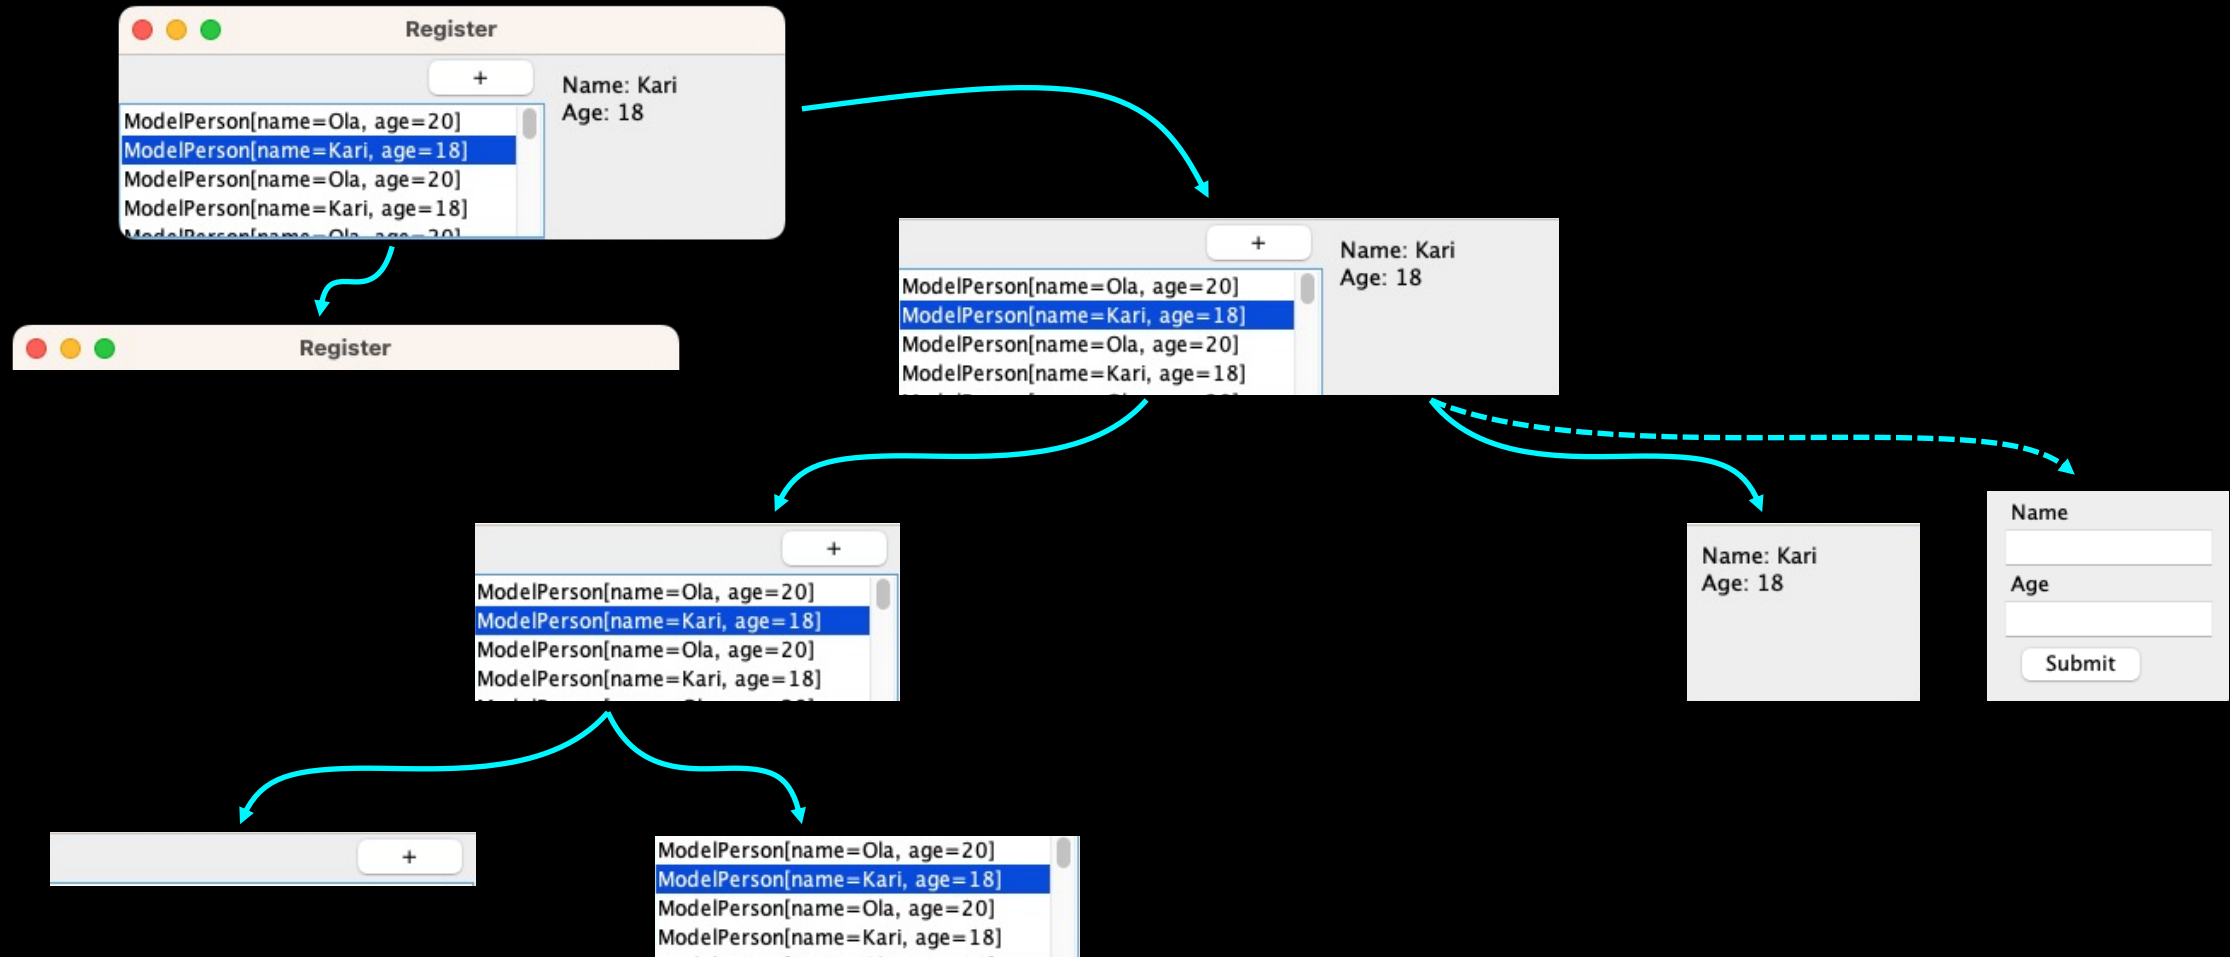 Register
+
Name: Kari
Age: 18
ModelPerson[name=Ola, age=20]
ModelPerson[name=Kari, age=18]
ModelPerson[name=Ola, age=20]
ModelPerson[name=Kari, age=18]
ModelPerson[name=Ola, age=20]
Register
+
Name: Kari
Age: 18
ModelPerson[name=Ola, age=20]
ModelPerson[name=Kari, age=18]
ModelPerson[name=Ola, age=20]
ModelPerson[name=Kari, age=18]
+
ModelPerson[name=Ola, age=20]
ModelPerson[name=Kari, age=18]
ModelPerson[name=Ola, age=20]
ModelPerson[name=Kari, age=18]
Name: Kari
Age: 18
Name
Age
Submit
+
ModelPerson[name=Ola, age=20]
ModelPerson[name=Kari, age=18]
ModelPerson[name=Ola, age=20]
ModelPerson[name=Kari, age=18]